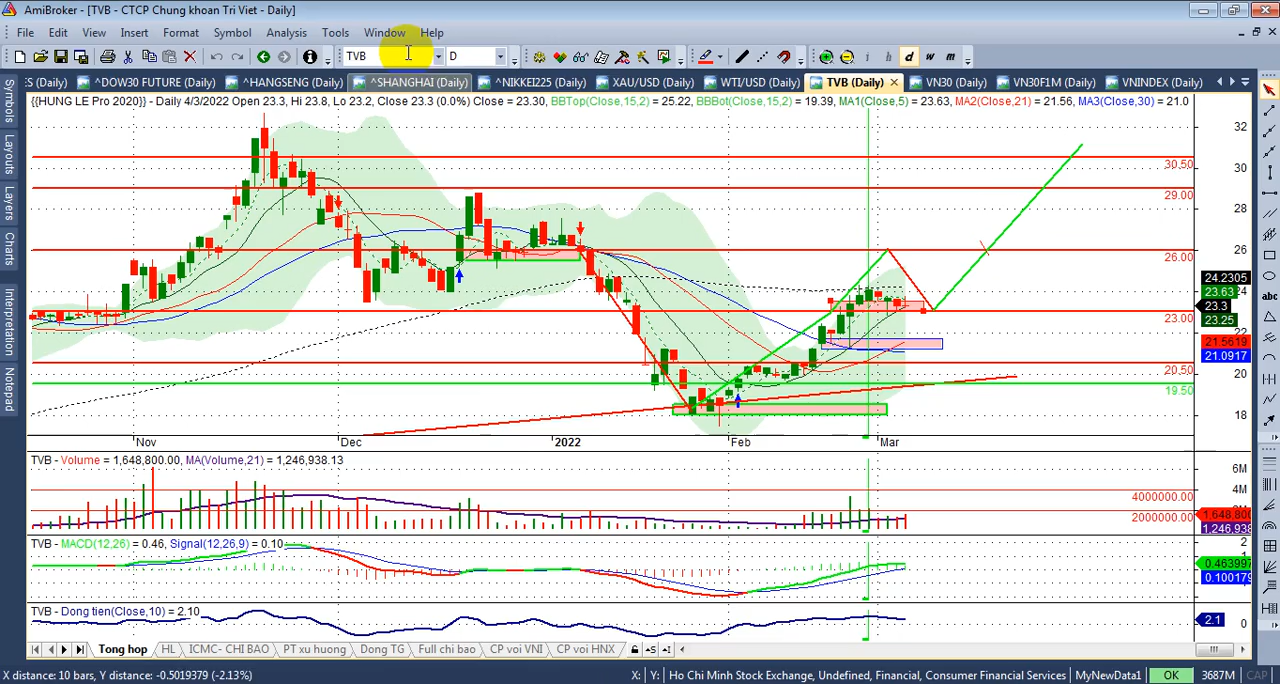 AmiBroker - [TVB - CTCP Chung khoan Tri Viet - Daily]
File Edit View Insert Format Symbol Analysis Tools Window Help
TVB D i d w m
S (Daily) ^DOW30 FUTURE (Daily) ^HANGSENG (Daily) ^SHANGHAI (Daily) ^NIKKEI225 (Daily) XAU/USD (Daily) WTI/USD (Daily) TVB (Daily) VN30 (Daily) VN30F1M (Daily) VNINDEX (Daily)
{{HUNG LE Pro 2020}} - Daily 4/3/2022 Open 23.3, Hi 23.8, Lo 23.2, Close 23.3 (0.0%) Close = 23.30, BBTop(Close,15,2) = 25.22, BBBot(Close,15,2) = 19.39, MA1(Close,5) = 23.63, MA2(Close,21) = 21.56, MA3(Close,30) = 21.0
Symbols
Layouts
Layers
Charts
Interpretation
Notepad
abc
32
30.50
30
29.00
28
26
26.00
24.2305
23.63
24
23.3
23.25
23.00
22
21.5619
21.0917
20.50
20
19.50
18
Nov Dec 2022 Feb Mar
TVB - Volume = 1,648,800.00, MA(Volume,21) = 1,246,938.13
6M
4M
4000000.00
2M
2000000.00
1,648,800
1,246,938
TVB - MACD(12,26) = 0.46, Signal(12,26,9) = 0.10
2
1
0.463997
0.100179
TVB - Dong tien(Close,10) = 2.10
2.1
0
Tong hop HL ICMC- CHI BAO PT xu huong Dong TG Full chi bao CP voi VNI CP voi HNX
X distance: 10 bars, Y distance: -0.5019379 (-2.13%) X: Y: Ho Chi Minh Stock Exchange, Undefined, Financial, Consumer Financial Services MyNewData1 OK 3687M CAP